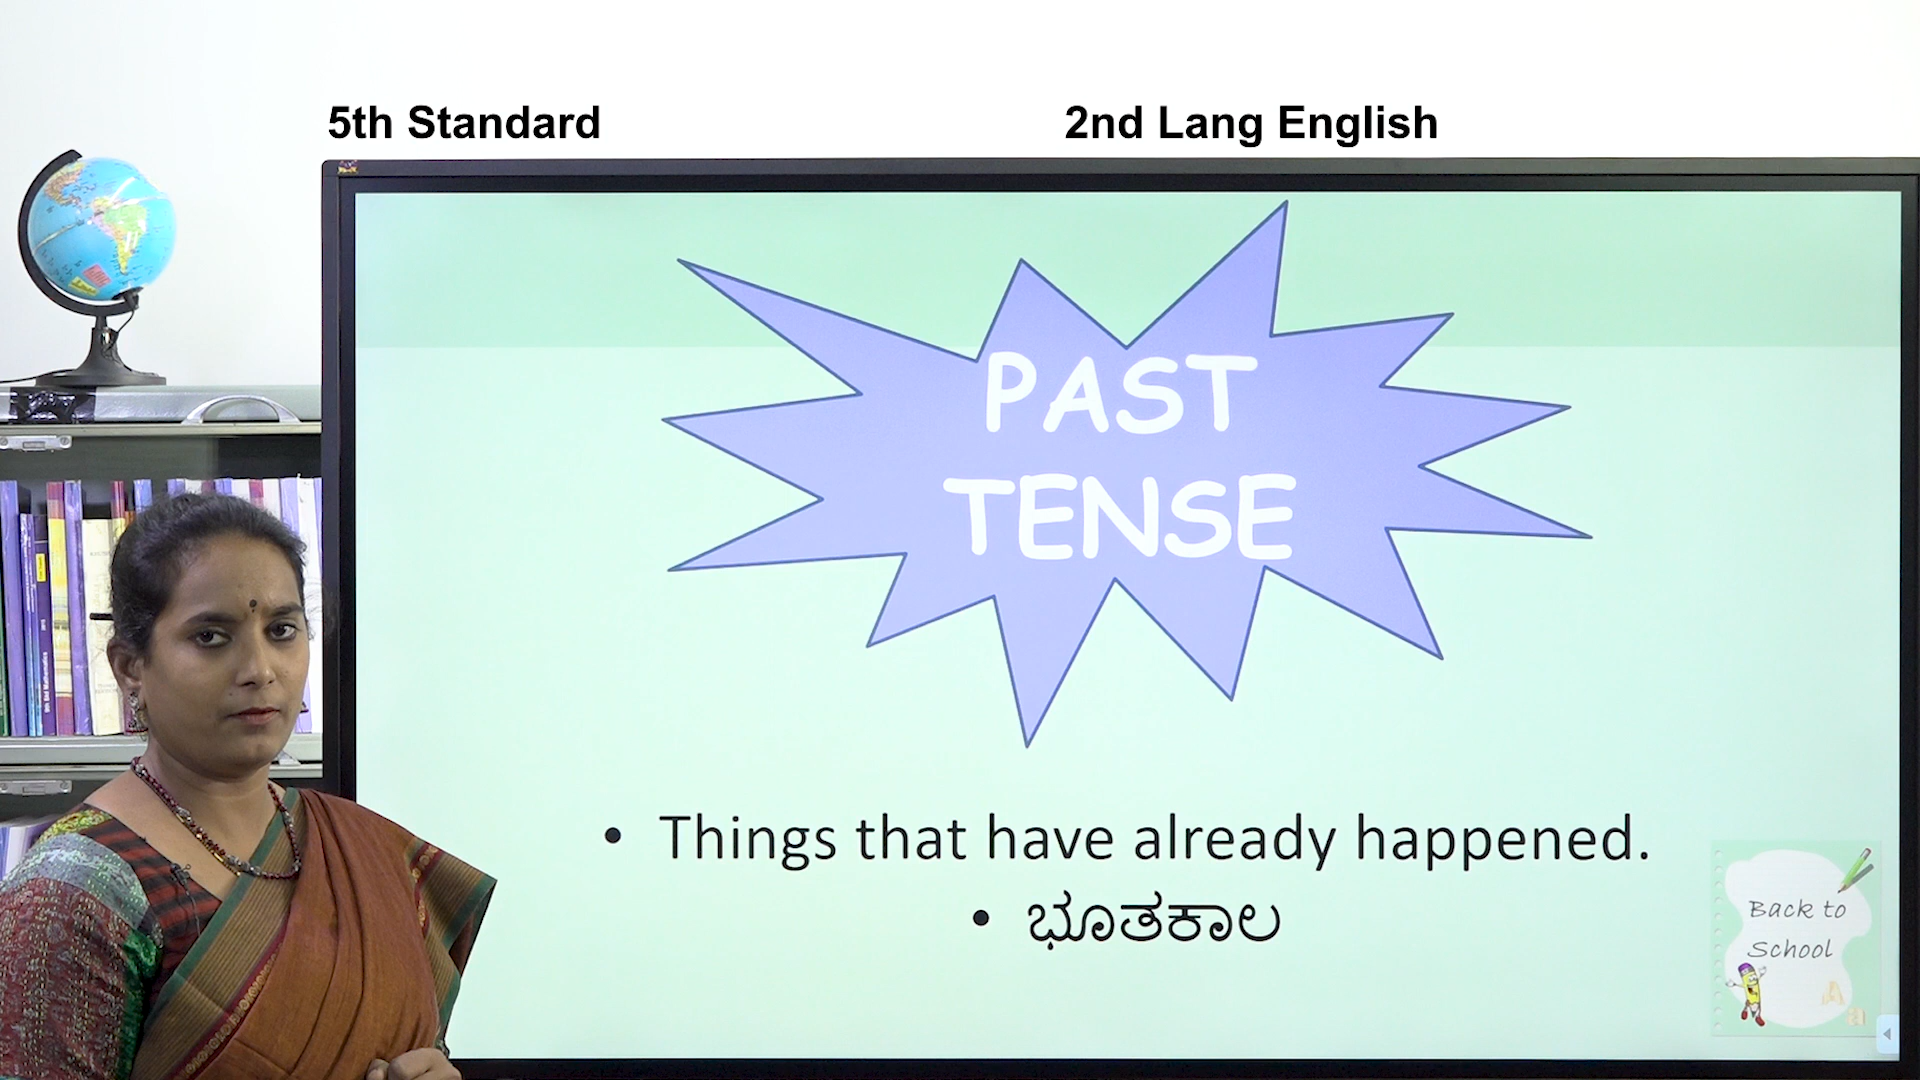 5th Standard
2nd Lang English
PAST
TENSE
• Things that have already happened.
• ಭೂತಕಾಲ
Back to
School